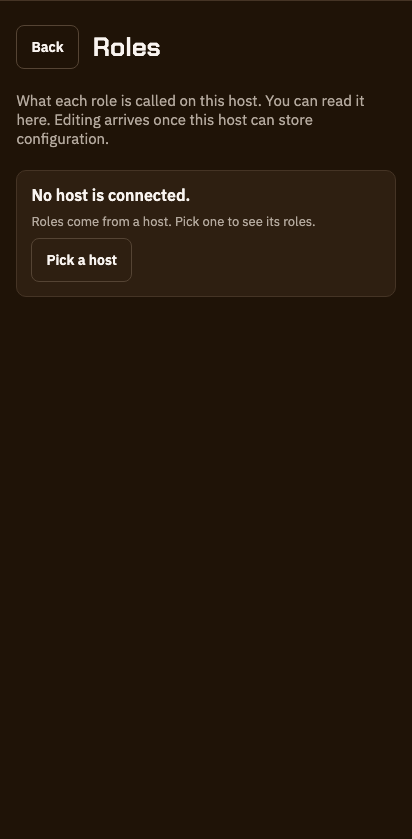 Back
Roles
What each role is called on this host. You can read it
here. Editing arrives once this host can store
configuration.
No host is connected.
Roles come from a host. Pick one to see its roles.
Pick a host